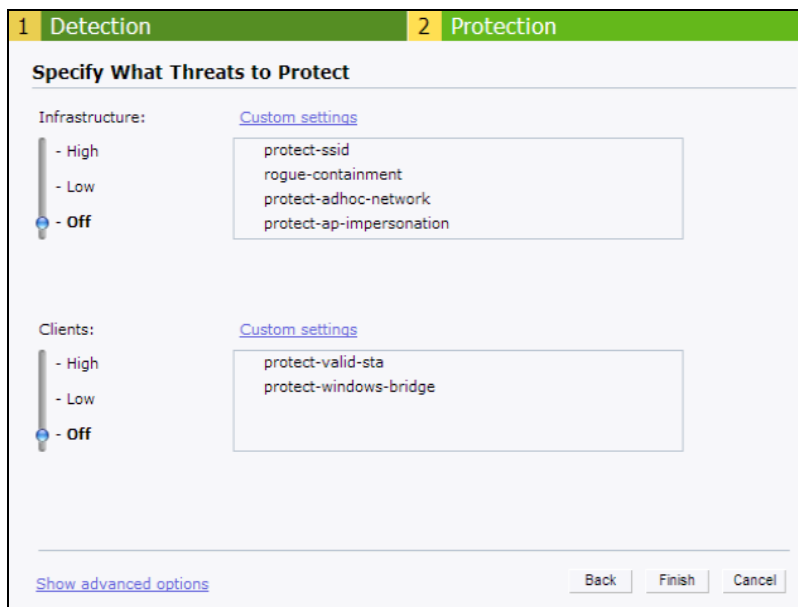 1 Detection 2 Protection
Specify What Threats to Protect
Infrastructure: Custom settings
- High
- Low
- Off
protect-ssid
rogue-containment
protect-adhoc-network
protect-ap-impersonation
Clients: Custom settings
- High
- Low
- Off
protect-valid-sta
protect-windows-bridge
Show advanced options Back Finish Cancel